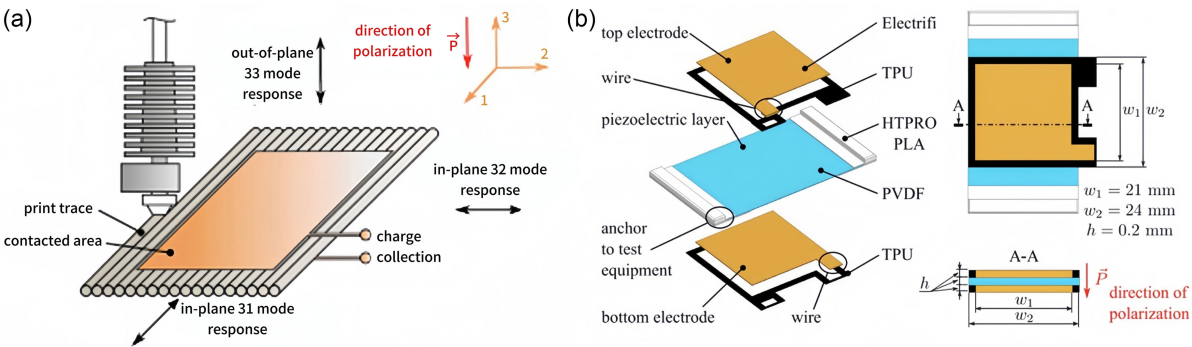 (a)
out-of-plane
33 mode
response
direction of
polarization
P
3
2
1
in-plane 32 mode
response
print trace
contacted area
charge
collection
in-plane 31 mode
response
(b)
top electrode
Electrifi
wire
TPU
piezoelectric layer
HTPRO
PLA
PVDF
anchor
to test
equipment
TPU
bottom electrode
wire
A
A
w₁
w₂
w₁ = 21 mm
w₂ = 24 mm
h = 0.2 mm
A-A
h
P
w₁
w₂
direction of
polarization